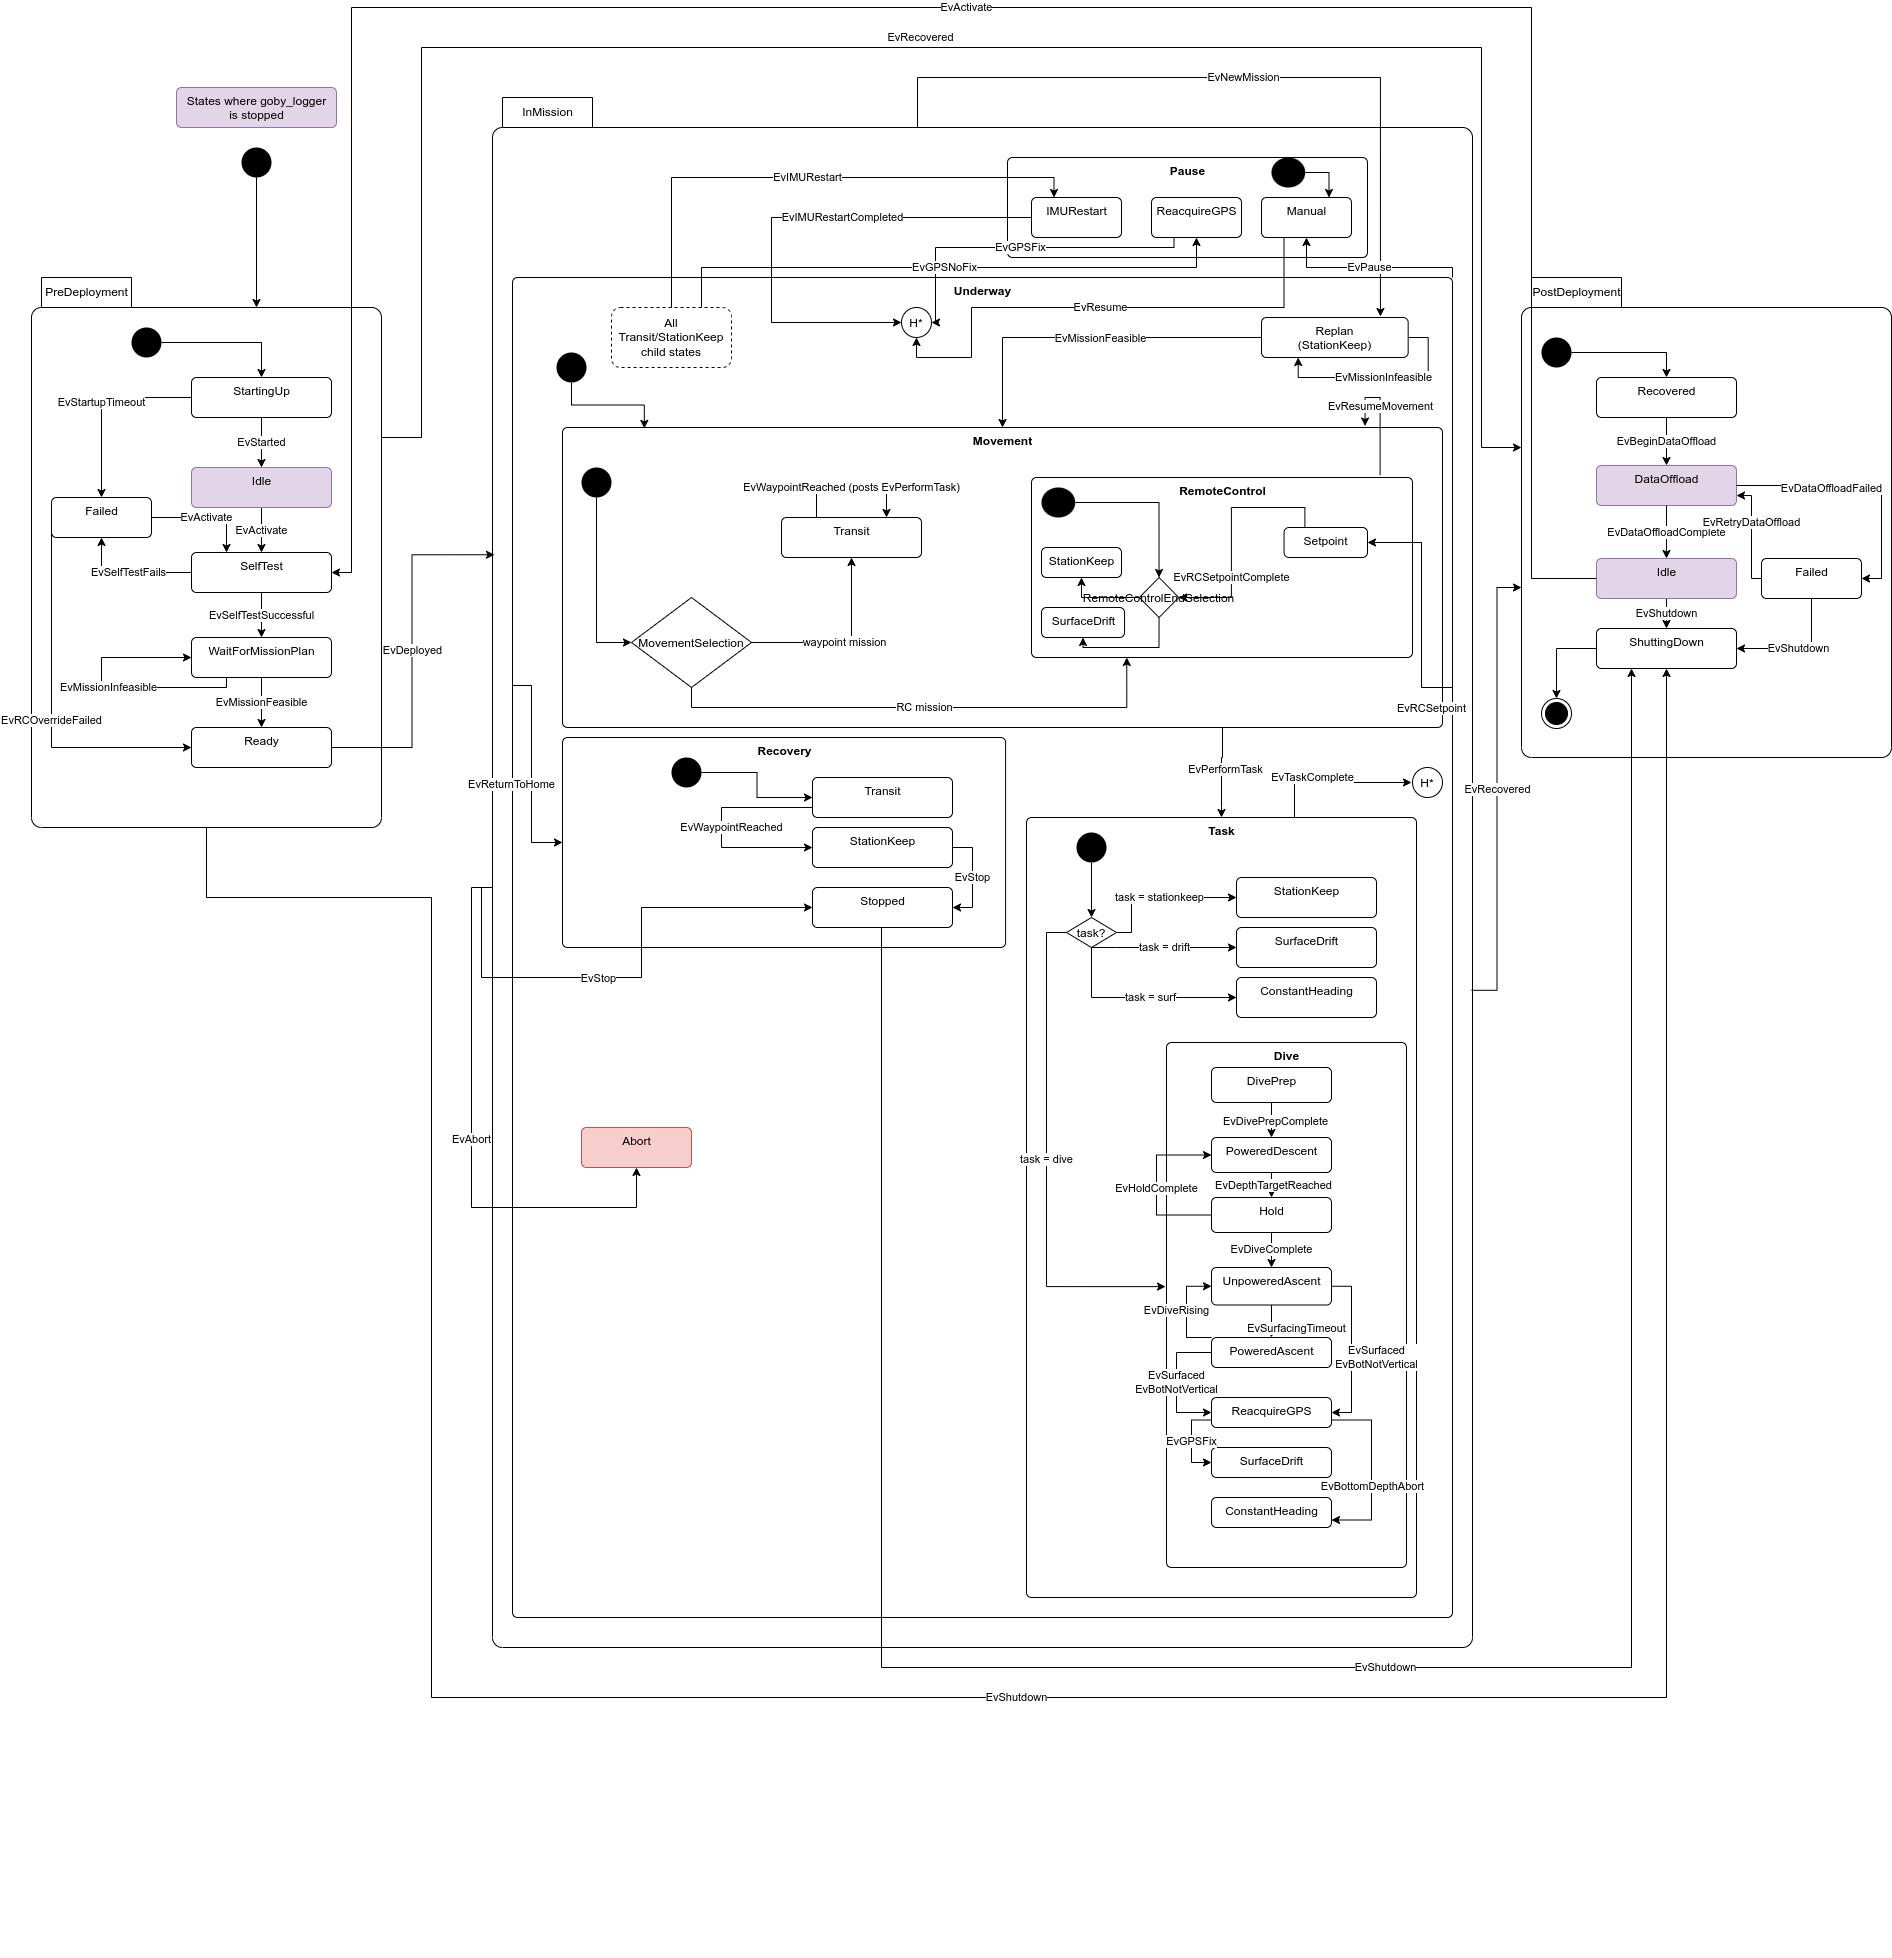 EvActivate
EvRecovered
EvNewMission
States where goby_logger
is stopped
InMission
Pause
EvIMURestart
IMURestart
ReacquireGPS
Manual
EvIMURestartCompleted
EvGPSFix
EvGPSNoFix
EvPause
PreDeployment
StartingUp
EvStartupTimeout
EvStarted
Idle
Failed
EvActivate
EvActivate
SelfTest
EvSelfTestFails
EvSelfTestSuccessful
WaitForMissionPlan
EvMissionInfeasible
EvMissionFeasible
EvRCOverrideFailed
Ready
EvDeployed
Underway
All
Transit/StationKeep
child states
H*
EvResume
Replan
(StationKeep)
EvMissionFeasible
EvMissionInfeasible
EvResumeMovement
Movement
EvWaypointReached (posts EvPerformTask)
Transit
MovementSelection
waypoint mission
RC mission
RemoteControl
Setpoint
StationKeep
EvRCSetpointComplete
RemoteControlEndSelection
SurfaceDrift
EvRCSetpoint
Recovery
Transit
EvWaypointReached
StationKeep
EvStop
Stopped
EvReturnToHome
EvStop
EvAbort
Abort
EvPerformTask
EvTaskComplete
H*
Task
task?
task = stationkeep
StationKeep
task = drift
SurfaceDrift
task = surf
ConstantHeading
task = dive
Dive
DivePrep
EvDivePrepComplete
PoweredDescent
EvHoldComplete
EvDepthTargetReached
Hold
EvDiveComplete
UnpoweredAscent
EvDiveRising
EvSurfacingTimeout
PoweredAscent
EvSurfaced
EvBotNotVertical
EvSurfaced
EvBotNotVertical
ReacquireGPS
EvGPSFix
SurfaceDrift
EvBottomDepthAbort
ConstantHeading
EvRecovered
PostDeployment
Recovered
EvBeginDataOffload
DataOffload
EvDataOffloadFailed
EvRetryDataOffload
EvDataOffloadComplete
Idle
Failed
EvShutdown
ShuttingDown
EvShutdown
EvShutdown
EvShutdown